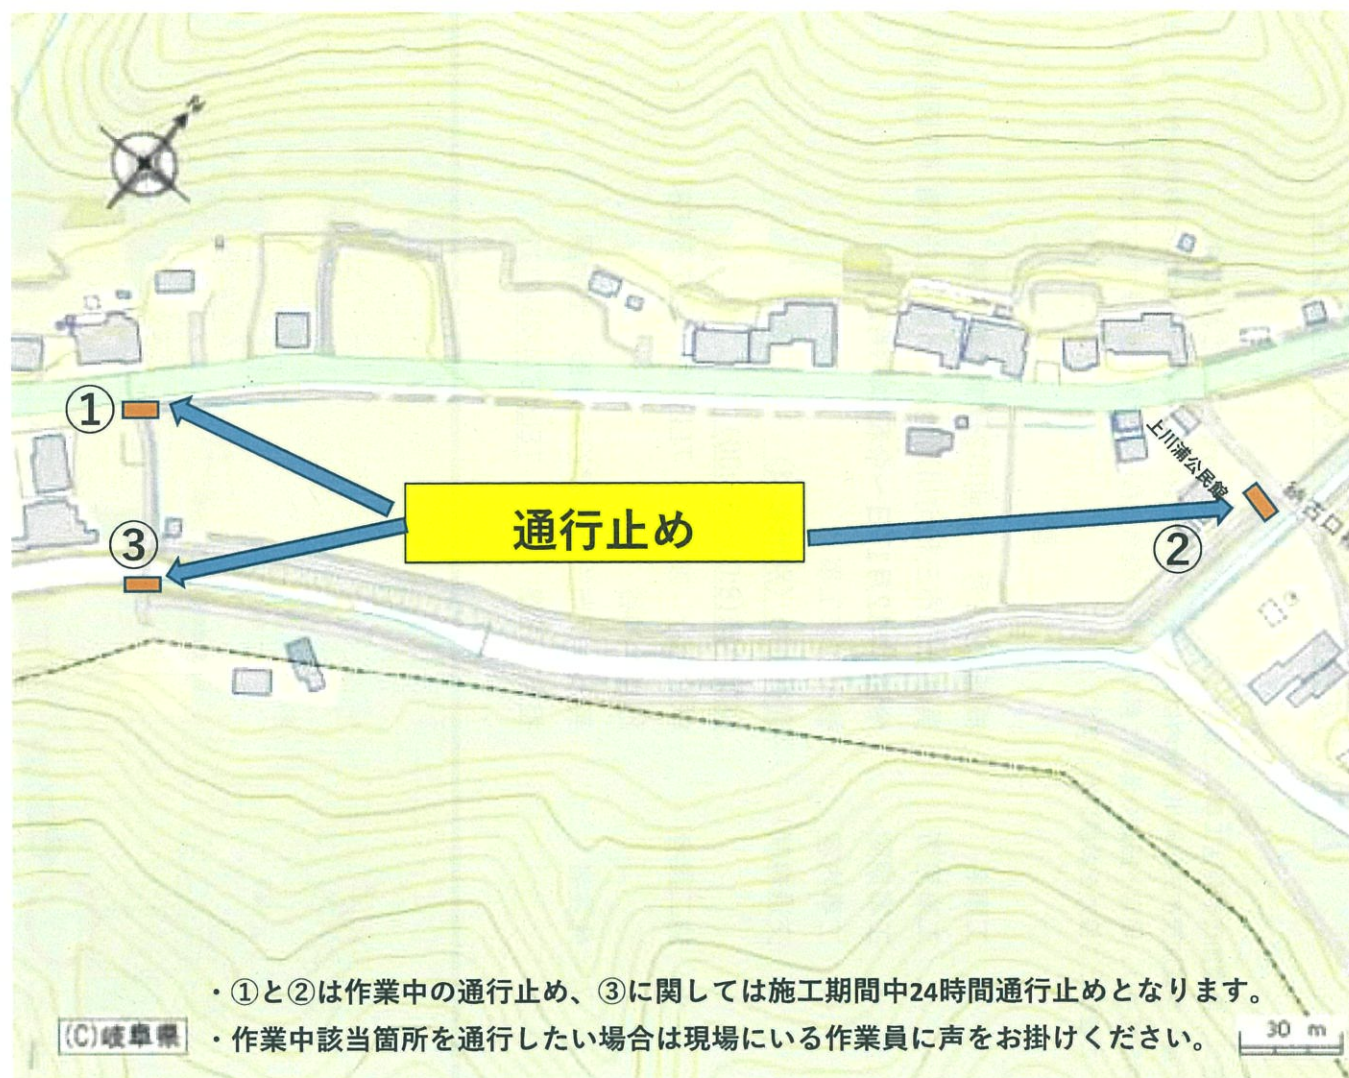 N
①
上川浦公民館
通行止め
③
②
・①と②は作業中の通行止め、③に関しては施工期間中24時間通行止めとなります。
・作業中該当箇所を通行したい場合は現場にいる作業員に声をお掛けください。
(C)岐阜県
30 m